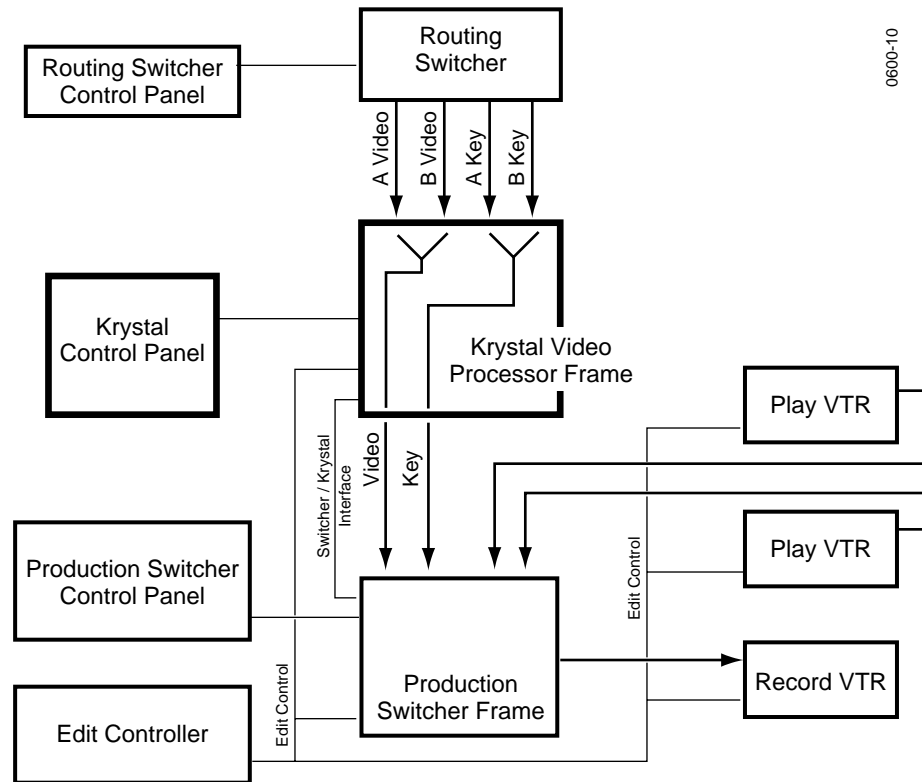 Routing
Switcher
0600-10
Routing Switcher
Control Panel
A Video
B Video
A Key
B Key
Krystal
Control Panel
Krystal Video
Processor Frame
Play VTR
Switcher / Krystal
Interface
Video
Key
Production Switcher
Control Panel
Play VTR
Edit Control
Edit Control
Production
Switcher Frame
Record VTR
Edit Controller